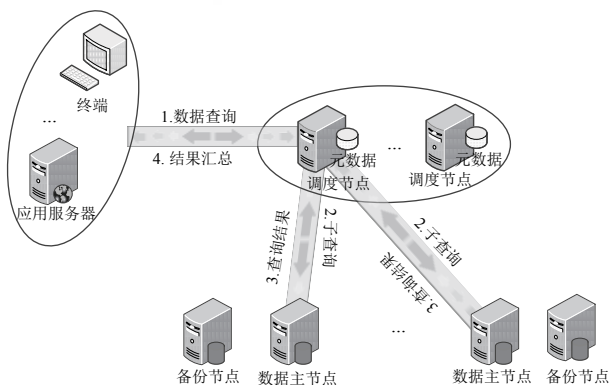 终端
...
应用服务器
1.数据查询
4. 结果汇总
元数据
调度节点
...
元数据
调度节点
3.查询结果
2.子查询
2.子查询
3.查询结果
...
备份节点
数据主节点
数据主节点
备份节点